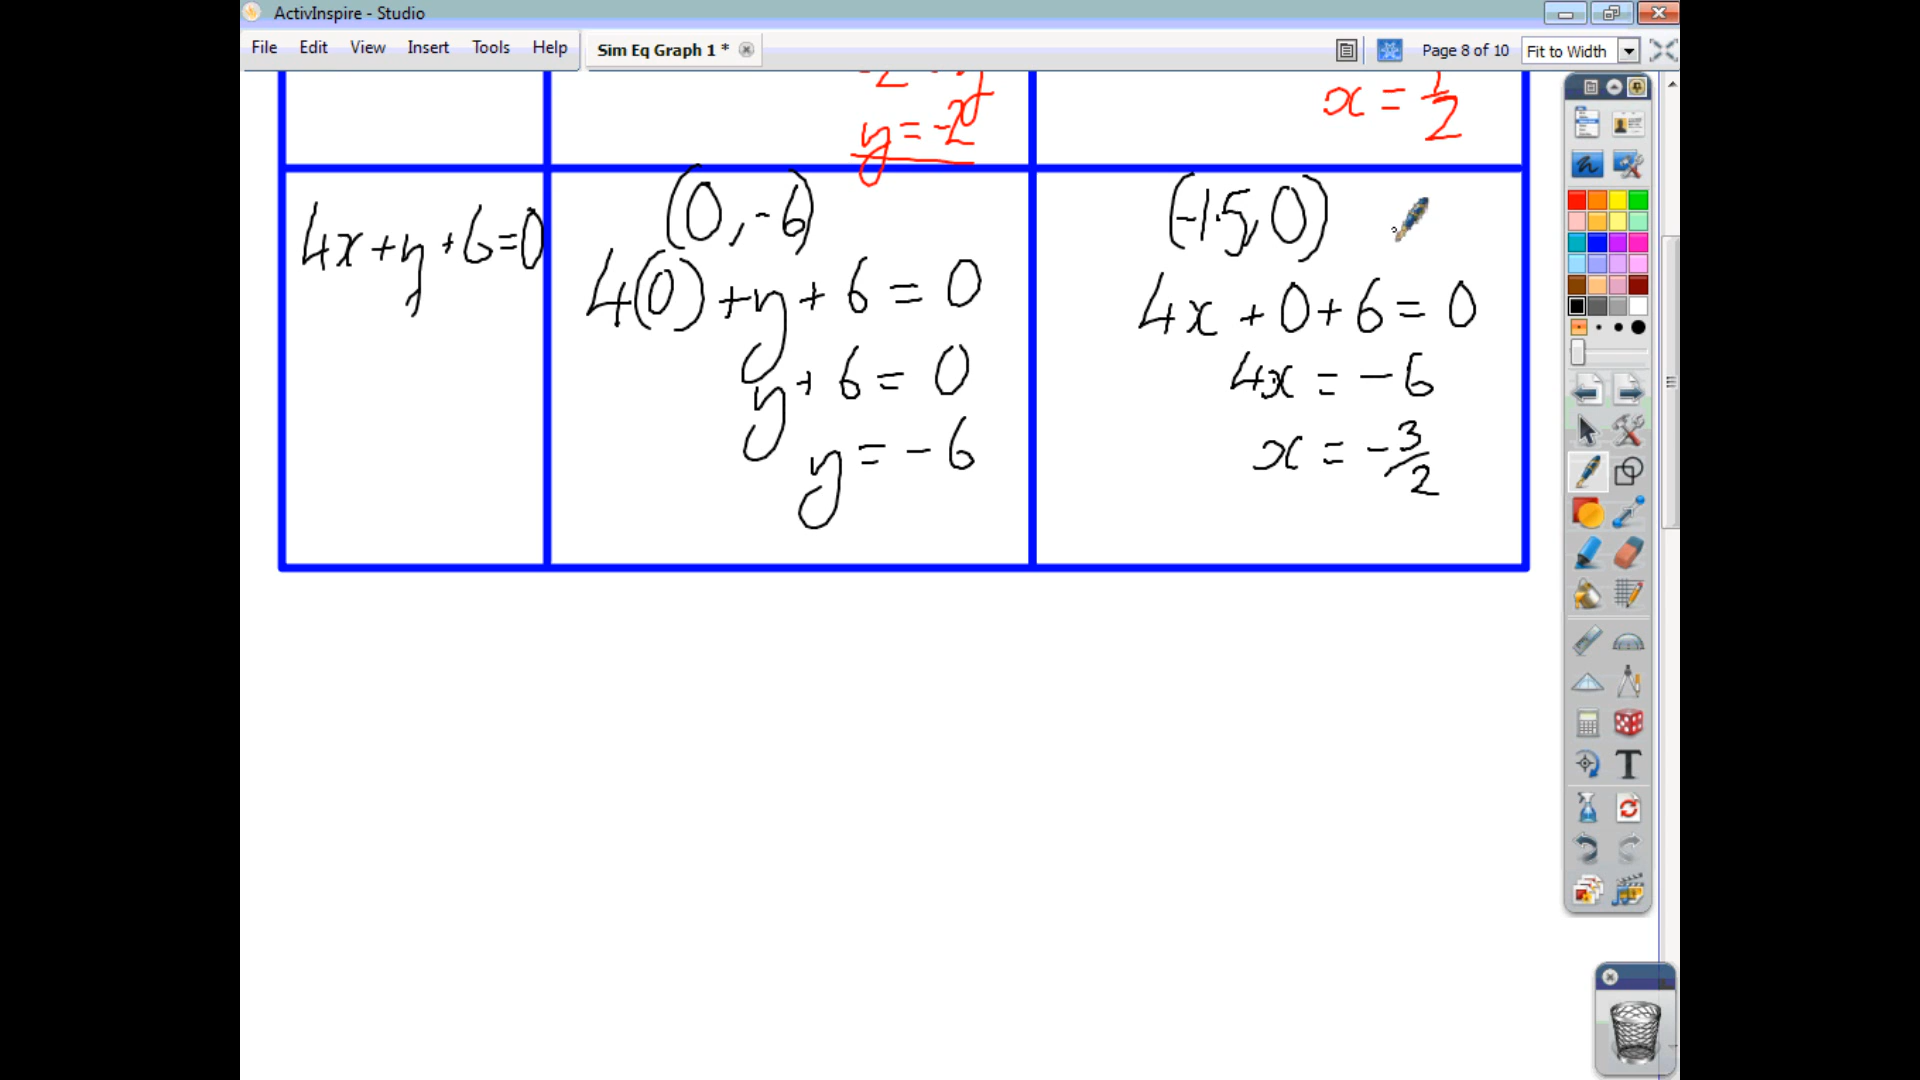 ActivInspire - Studio
File Edit View Insert Tools Help
Sim Eq Graph 1 *
Page 8 of 10
Fit to Width
y = -2
x = 1/2
4x + y + 6 = 0
(0, -6)
4(0) + y + 6 = 0
y + 6 = 0
y = -6
(-1.5, 0)
4x + 0 + 6 = 0
4x = -6
x = -3/2